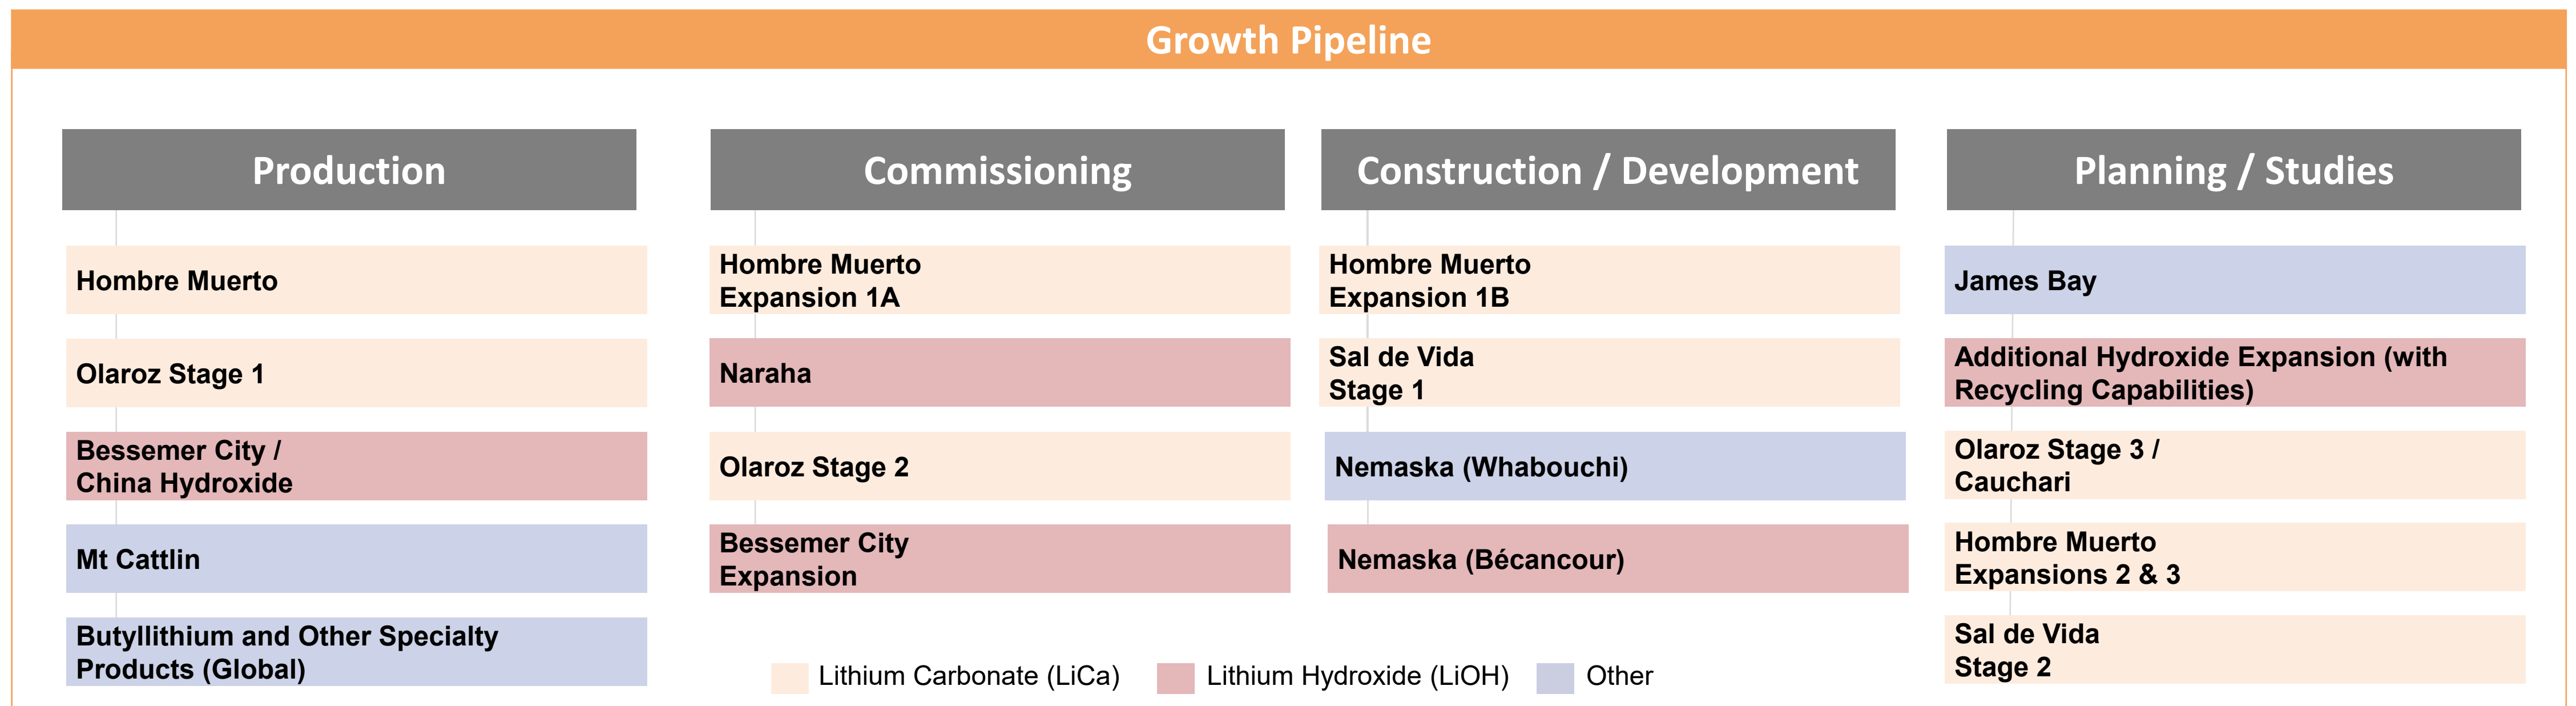 Growth Pipeline
Production
Hombre Muerto
Olaroz Stage 1
Bessemer City /
China Hydroxide
Mt Cattlin
Butyllithium and Other Specialty
Products (Global)
Commissioning
Hombre Muerto
Expansion 1A
Naraha
Olaroz Stage 2
Bessemer City
Expansion
Construction / Development
Hombre Muerto
Expansion 1B
Sal de Vida
Stage 1
Nemaska (Whabouchi)
Nemaska (Bécancour)
Planning / Studies
James Bay
Additional Hydroxide Expansion (with
Recycling Capabilities)
Olaroz Stage 3 /
Cauchari
Hombre Muerto
Expansions 2 & 3
Sal de Vida
Stage 2
Lithium Carbonate (LiCa)
Lithium Hydroxide (LiOH)
Other